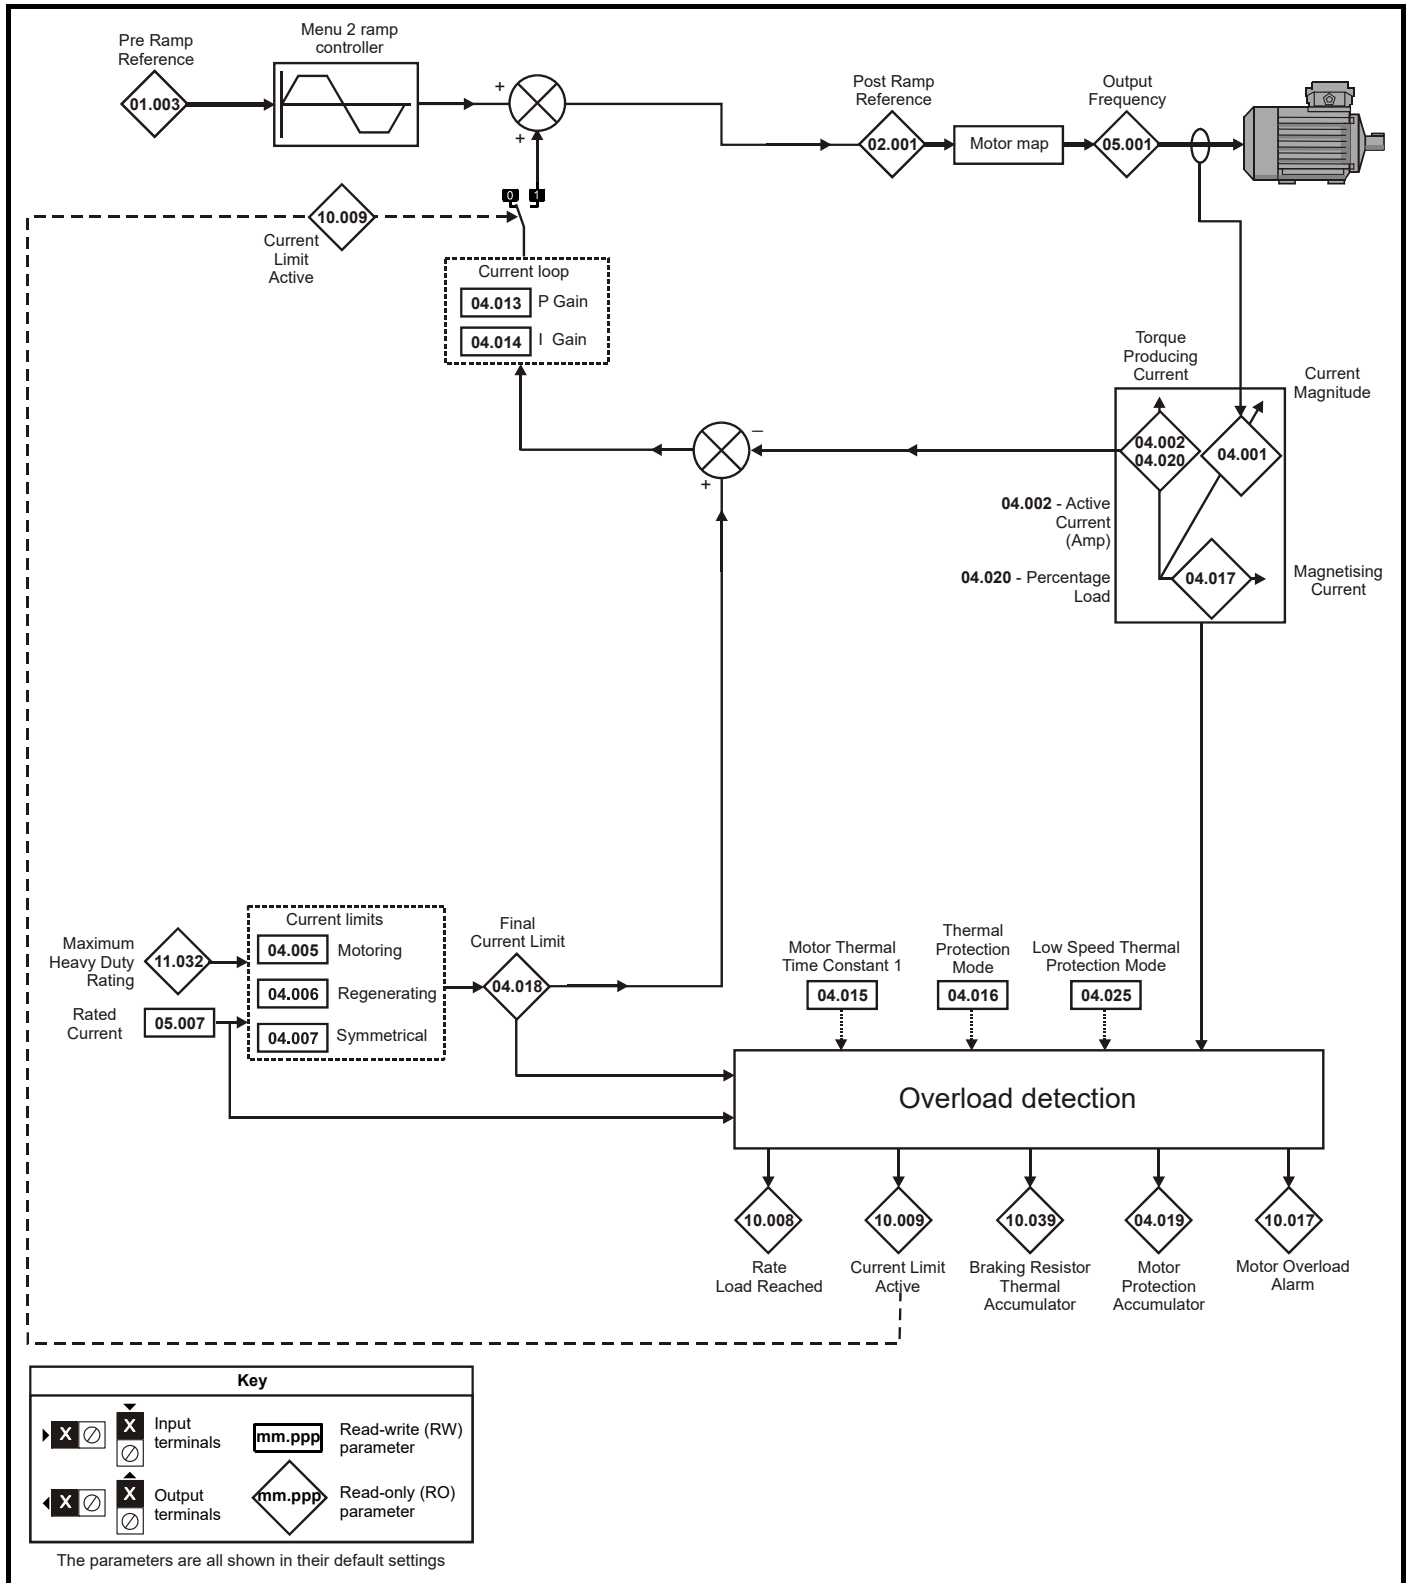 Pre Ramp
Reference
01.003
Menu 2 ramp
controller
+
+
Post Ramp
Reference
02.001
Motor map
Output
Frequency
05.001
0 1
10.009
Current
Limit
Active
Current loop
04.013 P Gain
04.014 I Gain
Torque
Producing
Current
Current
Magnitude
04.002
04.020
04.001
–
+
04.002 - Active
Current
(Amp)
04.020 - Percentage
Load
04.017
Magnetising
Current
Maximum
Heavy Duty
Rating
11.032
Rated
Current
05.007
Current limits
04.005 Motoring
04.006 Regenerating
04.007 Symmetrical
Final
Current Limit
04.018
Motor Thermal
Time Constant 1
04.015
Thermal
Protection
Mode
04.016
Low Speed Thermal
Protection Mode
04.025
Overload detection
10.008
Rate
Load Reached
10.009
Current Limit
Active
10.039
Braking Resistor
Thermal
Accumulator
04.019
Motor
Protection
Accumulator
10.017
Motor Overload
Alarm
Key
X
X
Input
terminals
mm.ppp
Read-write (RW)
parameter
X
X
Output
terminals
mm.ppp
Read-only (RO)
parameter
The parameters are all shown in their default settings